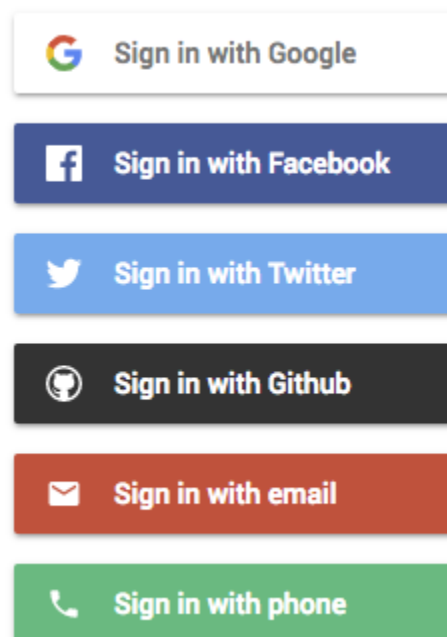 Sign in with Google
Sign in with Facebook
Sign in with Twitter
Sign in with Github
Sign in with email
Sign in with phone